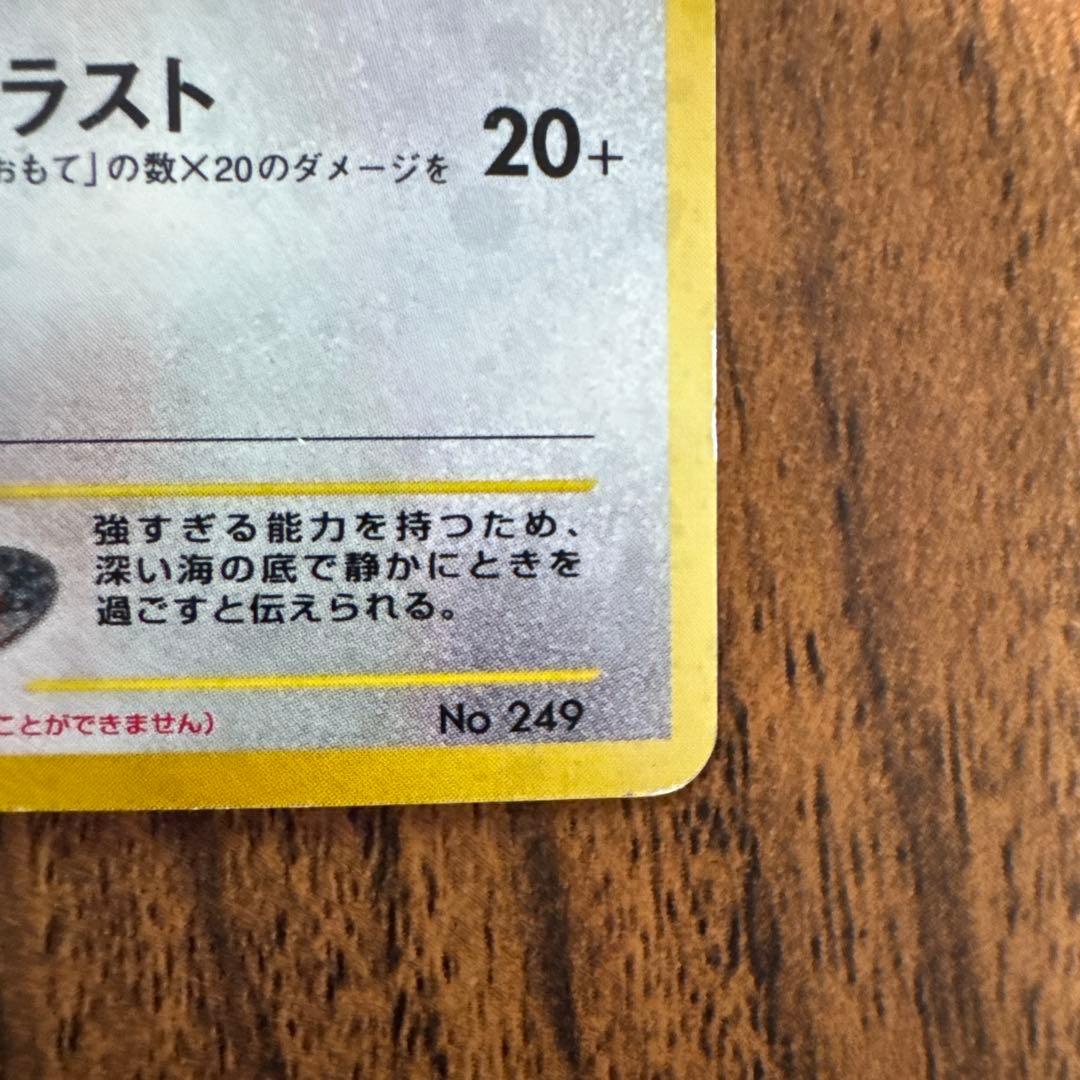 ラスト
20+
おもて」の数×20のダメージを
強すぎる能力を持つため、
深い海の底で静かにときを
過ごすと伝えられる。
ことができません)
No 249